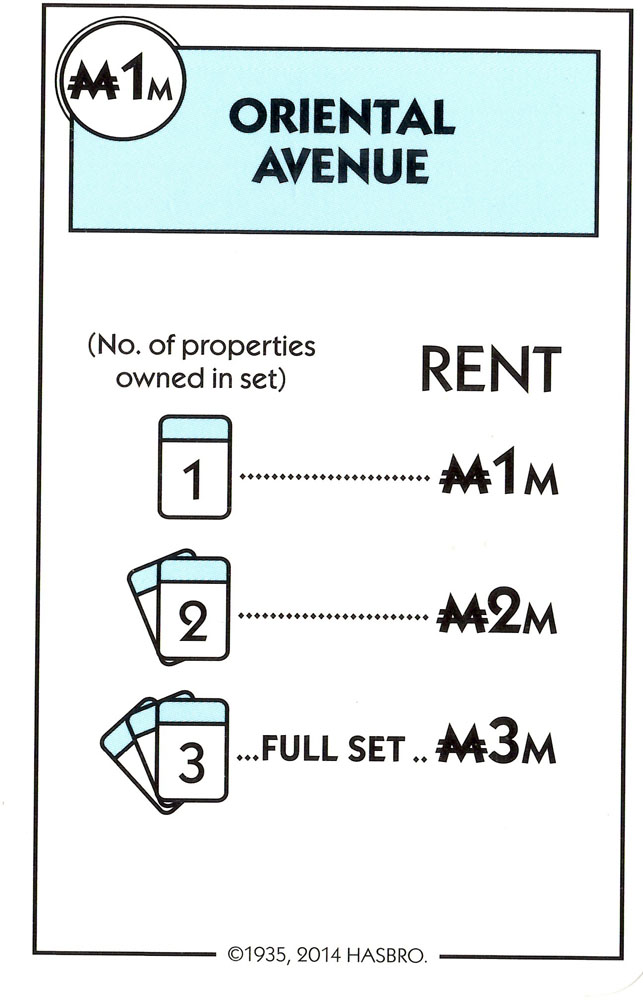 ₩1M
ORIENTAL
AVENUE
(No. of properties
owned in set)
RENT
1 ₩1M
2 ₩2M
3 ...FULL SET .. ₩3M
©1935, 2014 HASBRO.